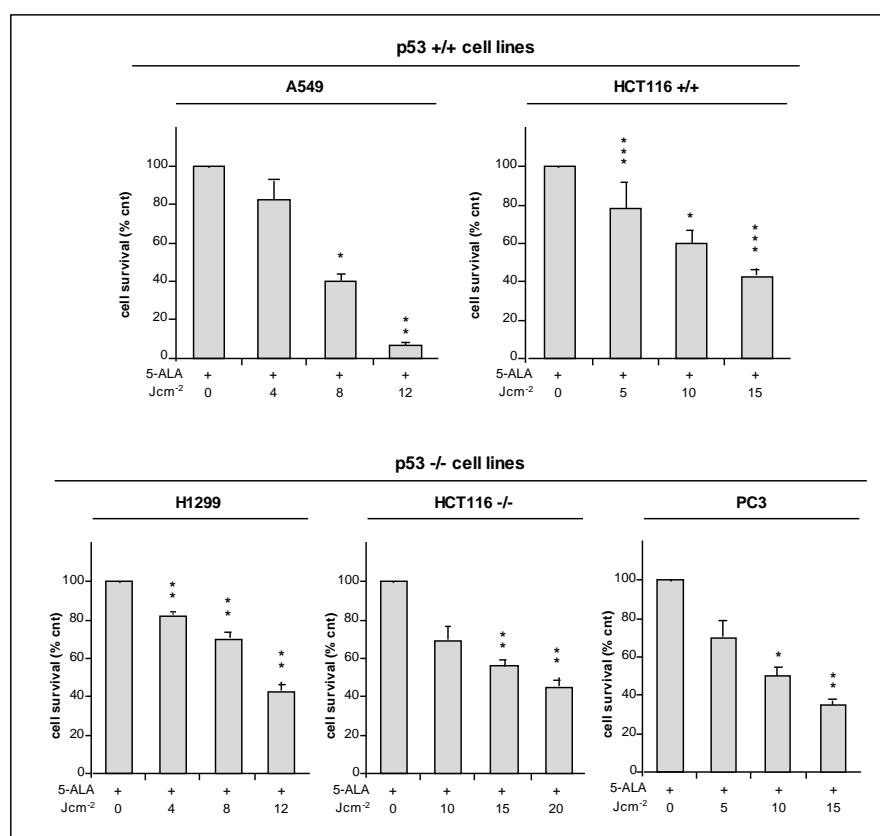 p53 +/+ cell lines
A549
HCT116 +/+
cell survival (% cnt)
100
80
60
40
20
0
*
* *
5-ALA + + + +
Jcm-2 0 4 8 12
cell survival (% cnt)
100
80
60
40
20
0
* * *
*
* * *
5-ALA + + + +
Jcm-2 0 5 10 15
p53 -/- cell lines
H1299
HCT116 -/-
PC3
cell survival (% cnt)
100
80
60
40
20
0
* *
* *
* *
5-ALA + + + +
Jcm-2 0 4 8 12
cell survival (% cnt)
100
80
60
40
20
0
* *
* *
5-ALA + + + +
Jcm-2 0 10 15 20
cell survival (% cnt)
100
80
60
40
20
0
*
* *
5-ALA + + + +
Jcm-2 0 5 10 15